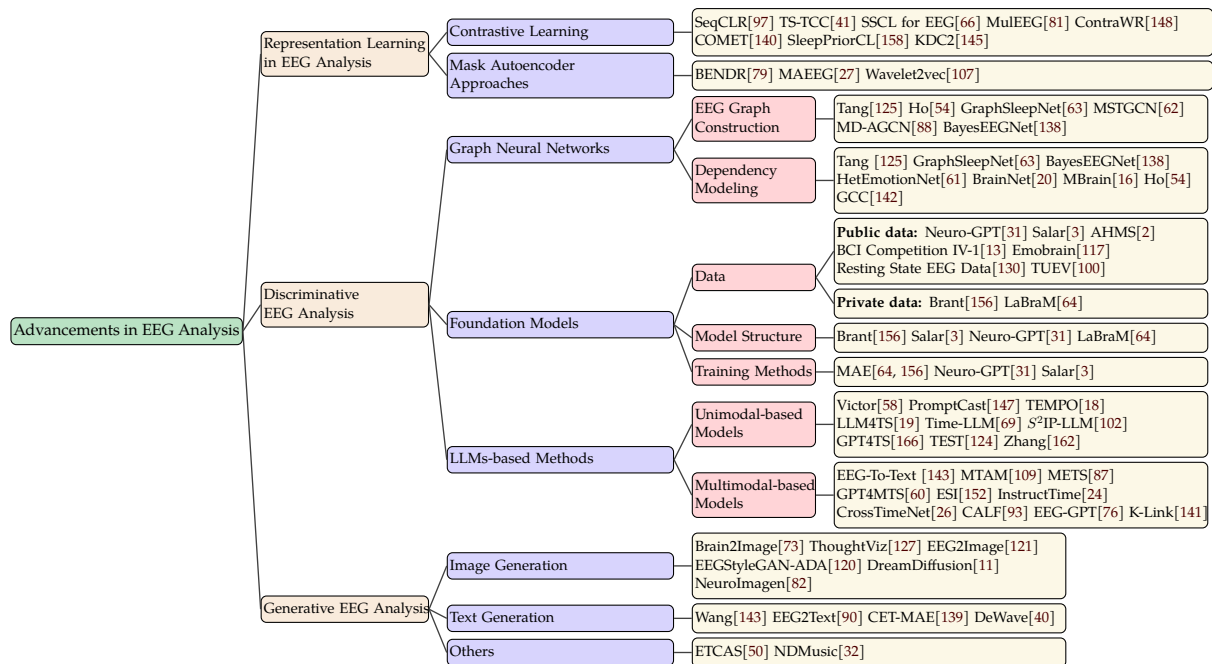 Advancements in EEG Analysis
Representation Learning
in EEG Analysis
Contrastive Learning
SeqCLR[97] TS-TCC[41] SSCL for EEG[66] MulEEG[81] ContraWR[148]
COMET[140] SleepPriorCL[158] KDC2[145]
Mask Autoencoder
Approaches
BENDR[79] MAEEG[27] Wavelet2vec[107]
Discriminative
EEG Analysis
Graph Neural Networks
EEG Graph
Construction
Tang[125] Ho[54] GraphSleepNet[63] MSTGCN[62]
MD-AGCN[88] BayesEEGNet[138]
Dependency
Modeling
Tang [125] GraphSleepNet[63] BayesEEGNet[138]
HetEmotionNet[61] BrainNet[20] MBrain[16] Ho[54]
GCC[142]
Foundation Models
Data
Public data: Neuro-GPT[31] Salar[3] AHMS[2]
BCI Competition IV-1[13] Emobrain[117]
Resting State EEG Data[130] TUEV[100]
Private data: Brant[156] LaBraM[64]
Model Structure
Brant[156] Salar[3] Neuro-GPT[31] LaBraM[64]
Training Methods
MAE[64, 156] Neuro-GPT[31] Salar[3]
LLMs-based Methods
Unimodal-based
Models
Victor[58] PromptCast[147] TEMPO[18]
LLM4TS[19] Time-LLM[69] S²IP-LLM[102]
GPT4TS[166] TEST[124] Zhang[162]
Multimodal-based
Models
EEG-To-Text [143] MTAM[109] METS[87]
GPT4MTS[60] ESI[152] InstructTime[24]
CrossTimeNet[26] CALF[93] EEG-GPT[76] K-Link[141]
Generative EEG Analysis
Image Generation
Brain2Image[73] ThoughtViz[127] EEG2Image[121]
EEGStyleGAN-ADA[120] DreamDiffusion[11]
NeuroImagen[82]
Text Generation
Wang[143] EEG2Text[90] CET-MAE[139] DeWave[40]
Others
ETCAS[50] NDMusic[32]